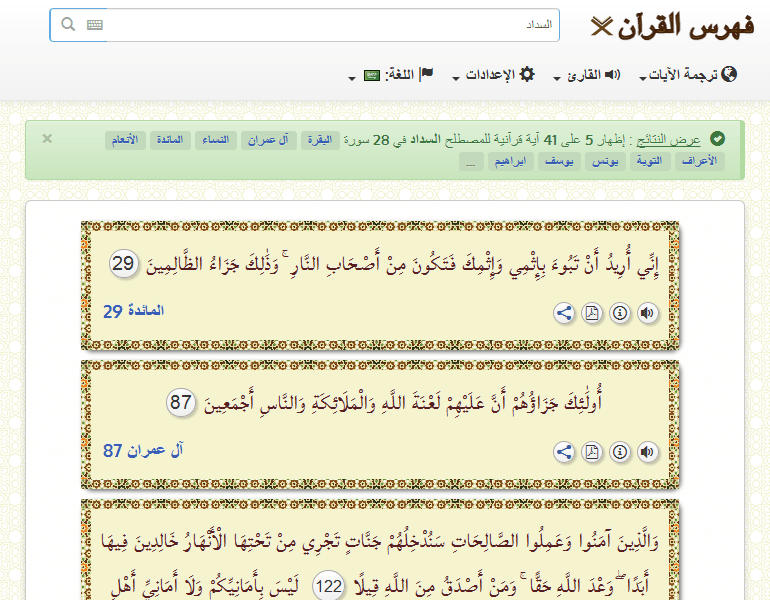 فهرس القرآن
السداد
ترجمة الآيات
القارئ
الإعدادات
اللغة:
عرض النتائج : إظهار 5 على 41 آية قرآنية للمصطلح السداد في 28 سورة البقرة آل عمران النساء المائدة الأنعام
الأعراف التوبة يونس يوسف ابراهيم ...
إِنِّي أُرِيدُ أَنْ تَبُوءَ بِإِثْمِي وَإِثْمِكَ فَتَكُونَ مِنْ أَصْحَابِ النَّارِ ۚ وَذَٰلِكَ جَزَاءُ الظَّالِمِينَ 29
المائدة 29
أُولَٰئِكَ جَزَاؤُهُمْ أَنَّ عَلَيْهِمْ لَعْنَةَ اللَّهِ وَالْمَلَائِكَةِ وَالنَّاسِ أَجْمَعِينَ 87
آل عمران 87
وَالَّذِينَ آمَنُوا وَعَمِلُوا الصَّالِحَاتِ سَنُدْخِلُهُمْ جَنَّاتٍ تَجْرِي مِنْ تَحْتِهَا الْأَنْهَارُ خَالِدِينَ فِيهَا
أَبَدًا ۖ وَعْدَ اللَّهِ حَقًّا ۚ وَمَنْ أَصْدَقُ مِنَ اللَّهِ قِيلًا 122 لَيْسَ بِأَمَانِيِّكُمْ وَلَا أَمَانِيِّ أَهْلِ